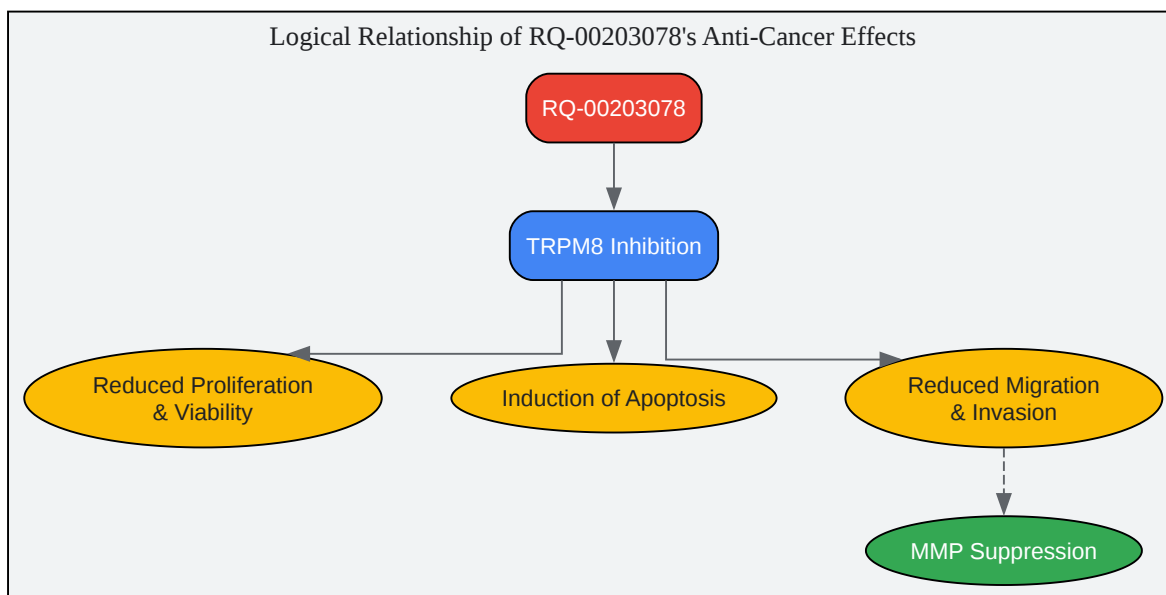 Logical Relationship of RQ-00203078's Anti-Cancer Effects
RQ-00203078
TRPM8 Inhibition
Reduced Proliferation
& Viability
Induction of Apoptosis
Reduced Migration
& Invasion
MMP Suppression